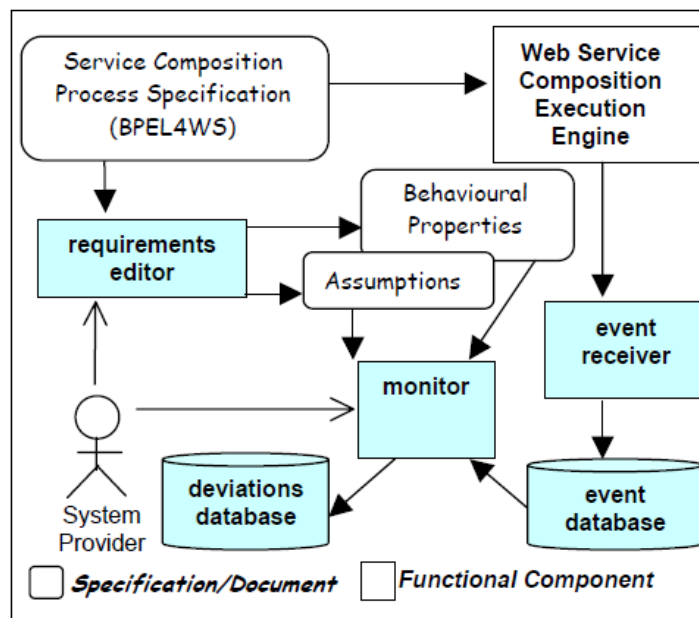 Service Composition
Process Specification
(BPEL4WS)
Web Service
Composition
Execution
Engine
Behavioural
Properties
requirements
editor
Assumptions
event
receiver
monitor
deviations
database
event
database
System
Provider
Specification/Document
Functional Component